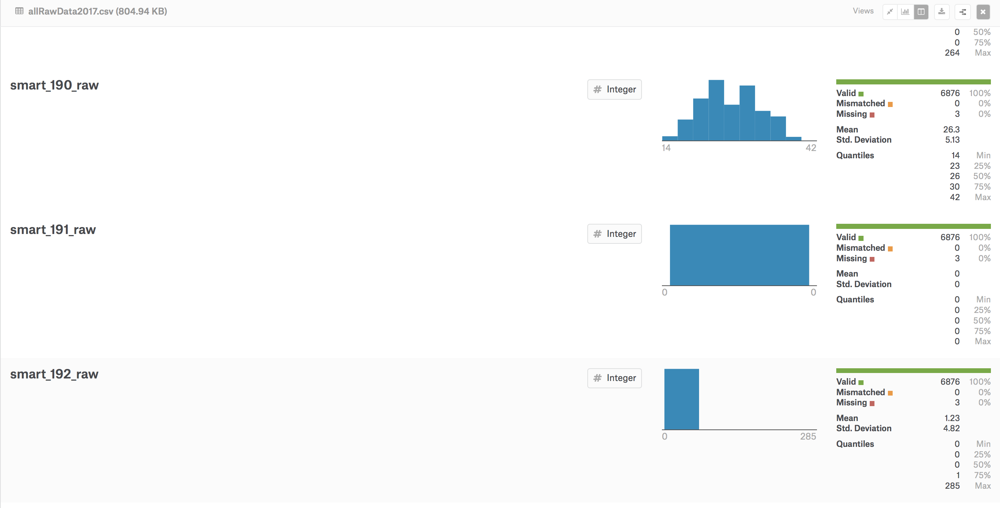 allRawData2017.csv (804.94 KB)
Views
0 50%
0 75%
264 Max
smart_190_raw
# Integer
14 42
Valid 6876 100%
Mismatched 0 0%
Missing 3 0%
Mean 26.3
Std. Deviation 5.13
Quantiles 14 Min
23 25%
26 50%
30 75%
42 Max
smart_191_raw
# Integer
0 0
Valid 6876 100%
Mismatched 0 0%
Missing 3 0%
Mean 0
Std. Deviation 0
Quantiles 0 Min
0 25%
0 50%
0 75%
0 Max
smart_192_raw
# Integer
0 285
Valid 6876 100%
Mismatched 0 0%
Missing 3 0%
Mean 1.23
Std. Deviation 4.82
Quantiles 0 Min
0 25%
0 50%
1 75%
285 Max